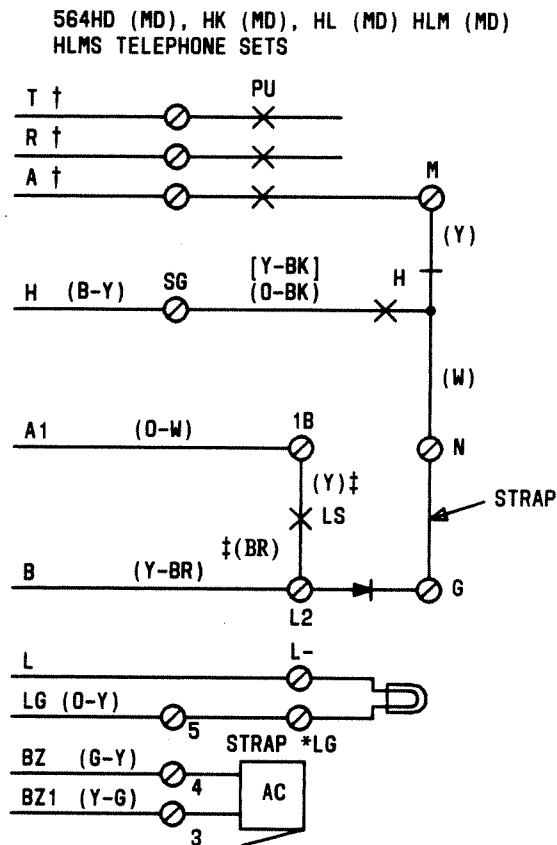 564HD (MD), HK (MD), HL (MD) HLM (MD)
HLMS TELEPHONE SETS
T †
PU
R †
A †
M
(Y)
H
[Y-BK]
H (B-Y)
SG
(O-BK)
(W)
A1 (O-W)
1B
N
(Y)‡
STRAP
LS
‡(BR)
B (Y-BR)
G
L2
L
L-
LG (O-Y)
5
STRAP *LG
BZ (G-Y)
4
AC
BZ1 (Y-G)
3